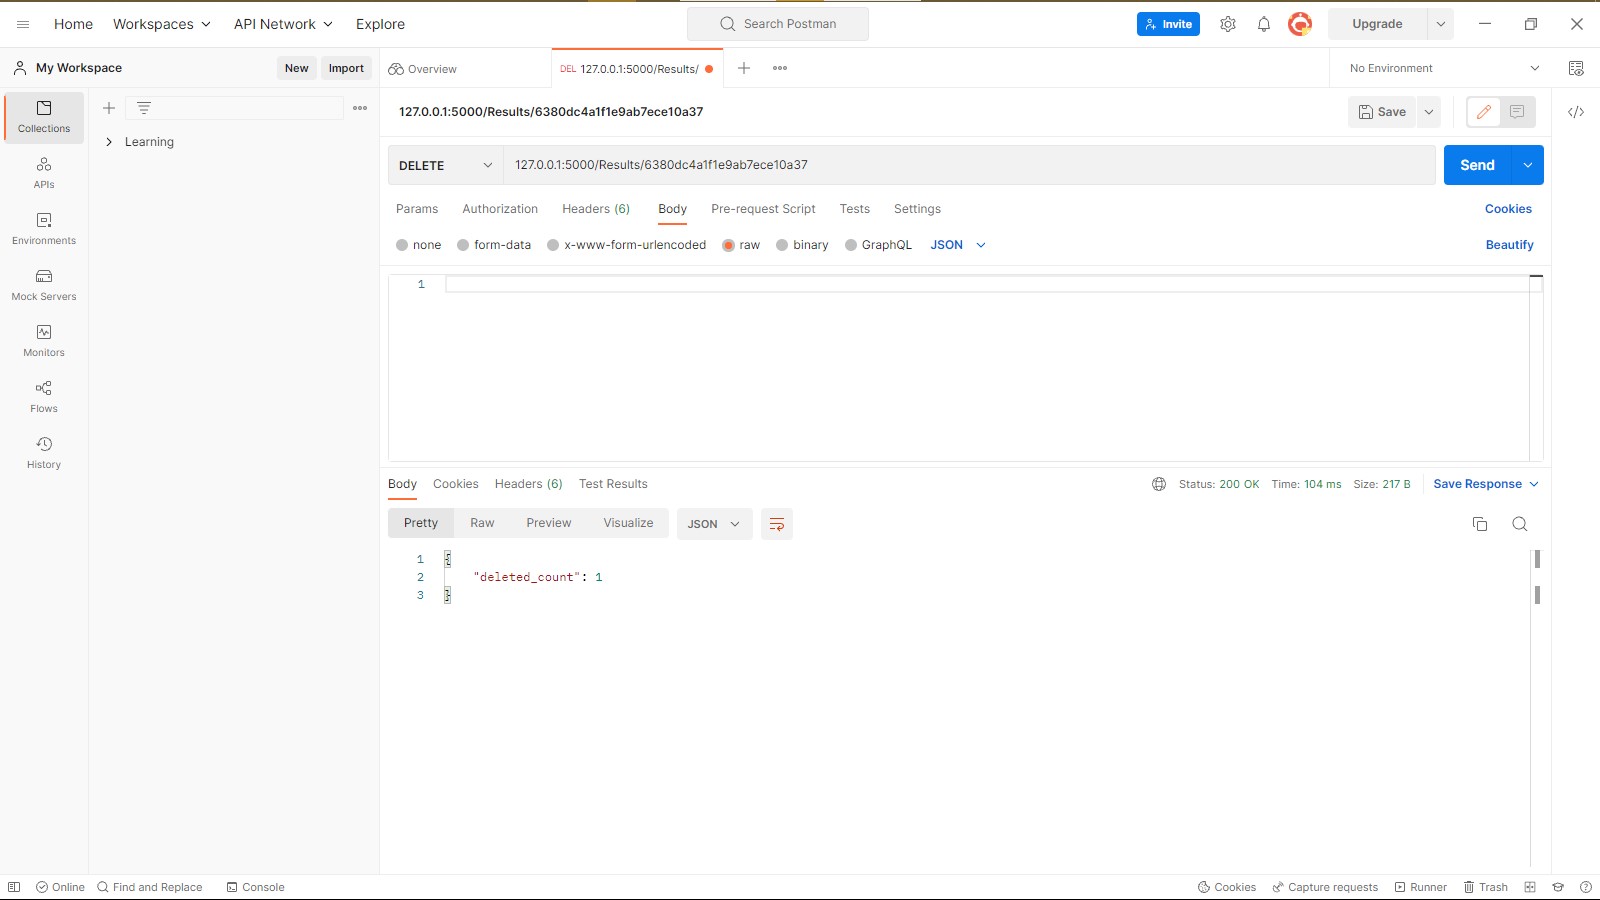 Home Workspaces API Network Explore Search Postman Invite Upgrade
My Workspace New Import Overview DEL 127.0.0.1:5000/Results/ No Environment
Collections
Learning
127.0.0.1:5000/Results/6380dc4a1f1e9ab7ece10a37 Save
APIs
DELETE 127.0.0.1:5000/Results/6380dc4a1f1e9ab7ece10a37 Send
Environments
Params Authorization Headers (6) Body Pre-request Script Tests Settings Cookies
Mock Servers
none form-data x-www-form-urlencoded raw binary GraphQL JSON Beautify
Monitors
1
Flows
History
Body Cookies Headers (6) Test Results Status: 200 OK Time: 104 ms Size: 217 B Save Response
Pretty Raw Preview Visualize JSON
1 {
2 "deleted_count": 1
3 }
Online Find and Replace Console Cookies Capture requests Runner Trash